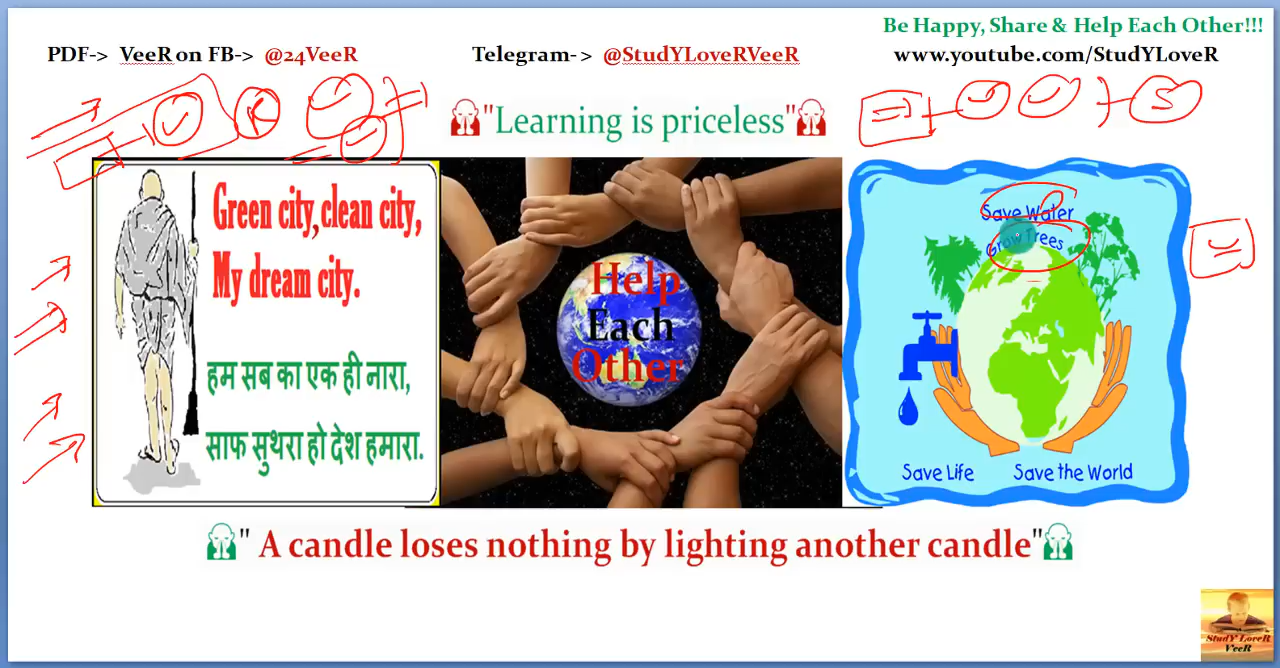 Be Happy, Share & Help Each Other!!!
PDF-> VeeR on FB-> @24VeeR
Telegram- > @StudYLoveRVeeR
www.youtube.com/StudYLoveR
"Learning is priceless"
Green city, clean city,
My dream city.
हम सब का एक ही नारा,
साफ सुथरा हो देश हमारा.
Help
Each
Other
Save Water
Grow Trees
Save Life
Save the World
" A candle loses nothing by lighting another candle"
StudY LoveR
VeeR